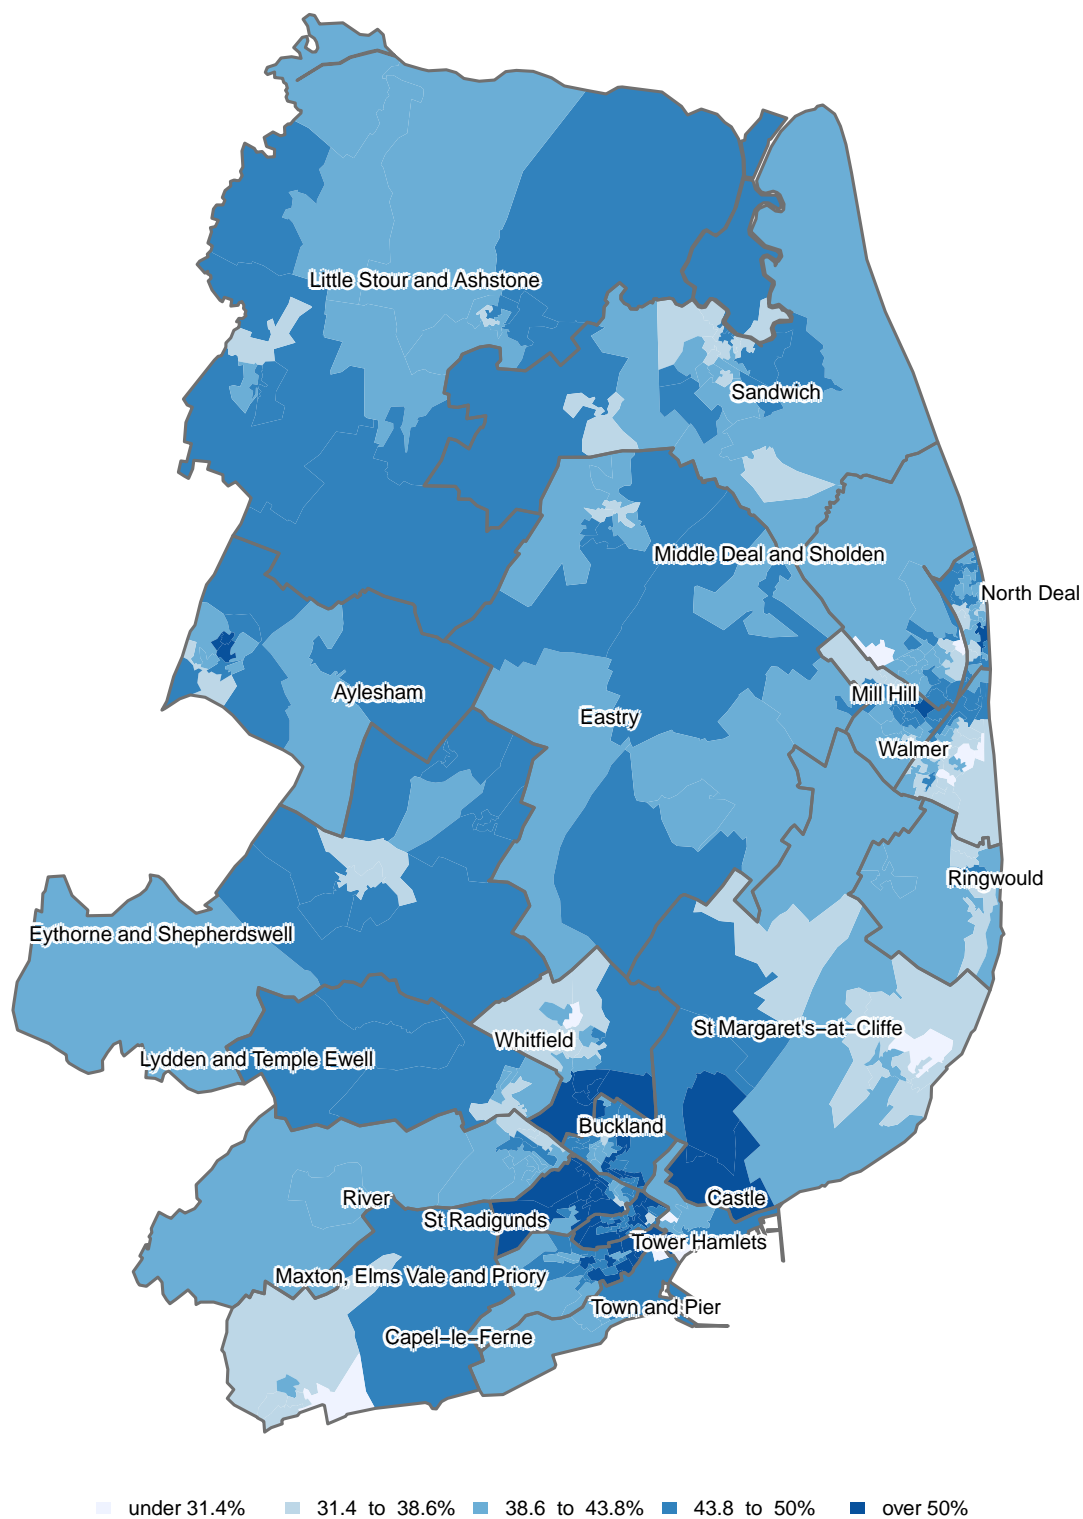 Little Stour and Ashstone
Sandwich
Middle Deal and Sholden
North Deal
Aylesham
Mill Hill
Eastry
Walmer
Ringwould
Eythorne and Shepherdswell
St Margaret's−at−Cliffe
Whitfield
Lydden and Temple Ewell
Buckland
River
Castle
St Radigunds
Tower Hamlets
Maxton, Elms Vale and Priory
Town and Pier
Capel−le−Ferne
under 31.4% 31.4 to 38.6% 38.6 to 43.8% 43.8 to 50% over 50%